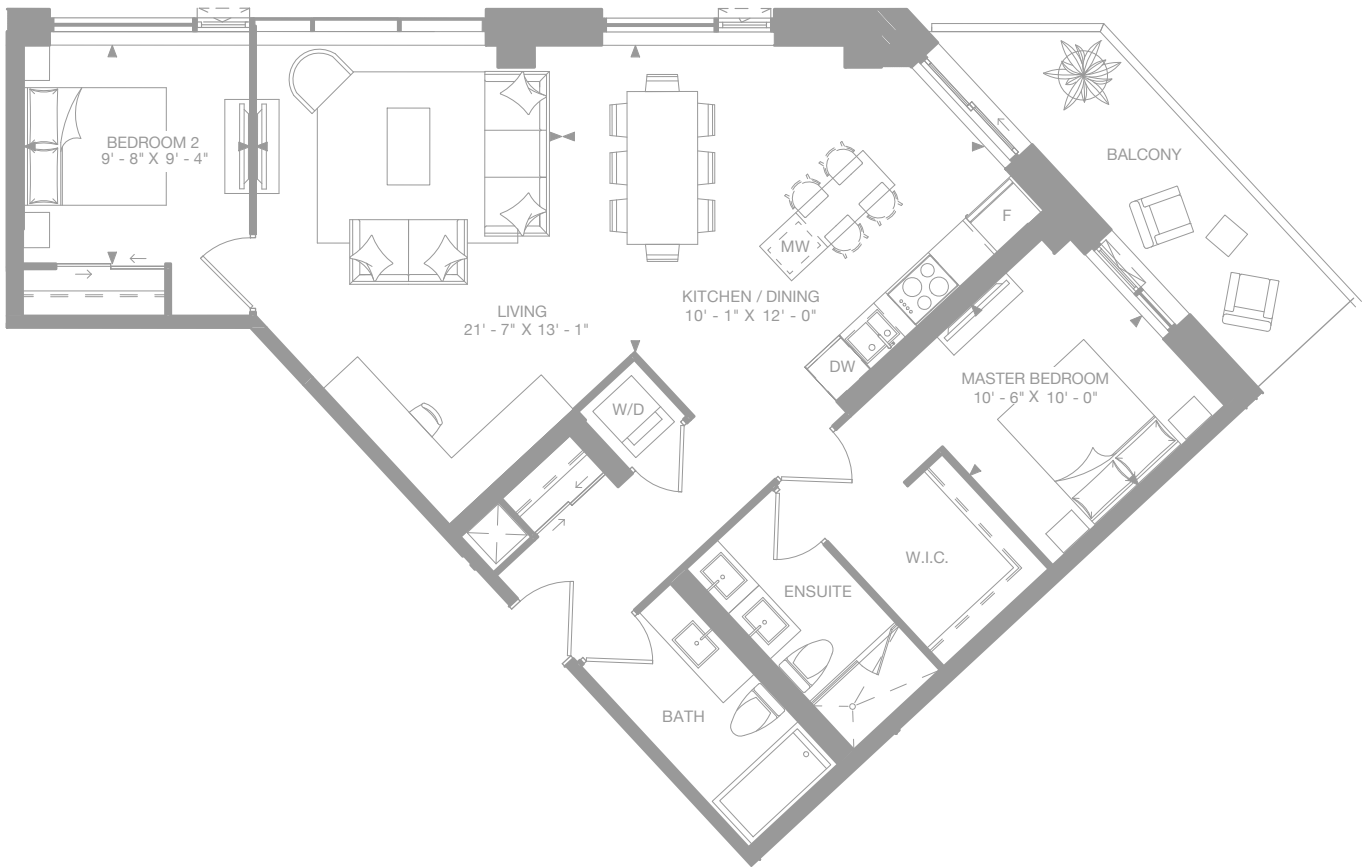 BEDROOM 2
9' - 8" X 9' - 4"
BALCONY
F
MW
KITCHEN / DINING
10' - 1" X 12' - 0"
LIVING
21' - 7" X 13' - 1"
DW
MASTER BEDROOM
10' - 6" X 10' - 0"
W/D
W.I.C.
ENSUITE
BATH